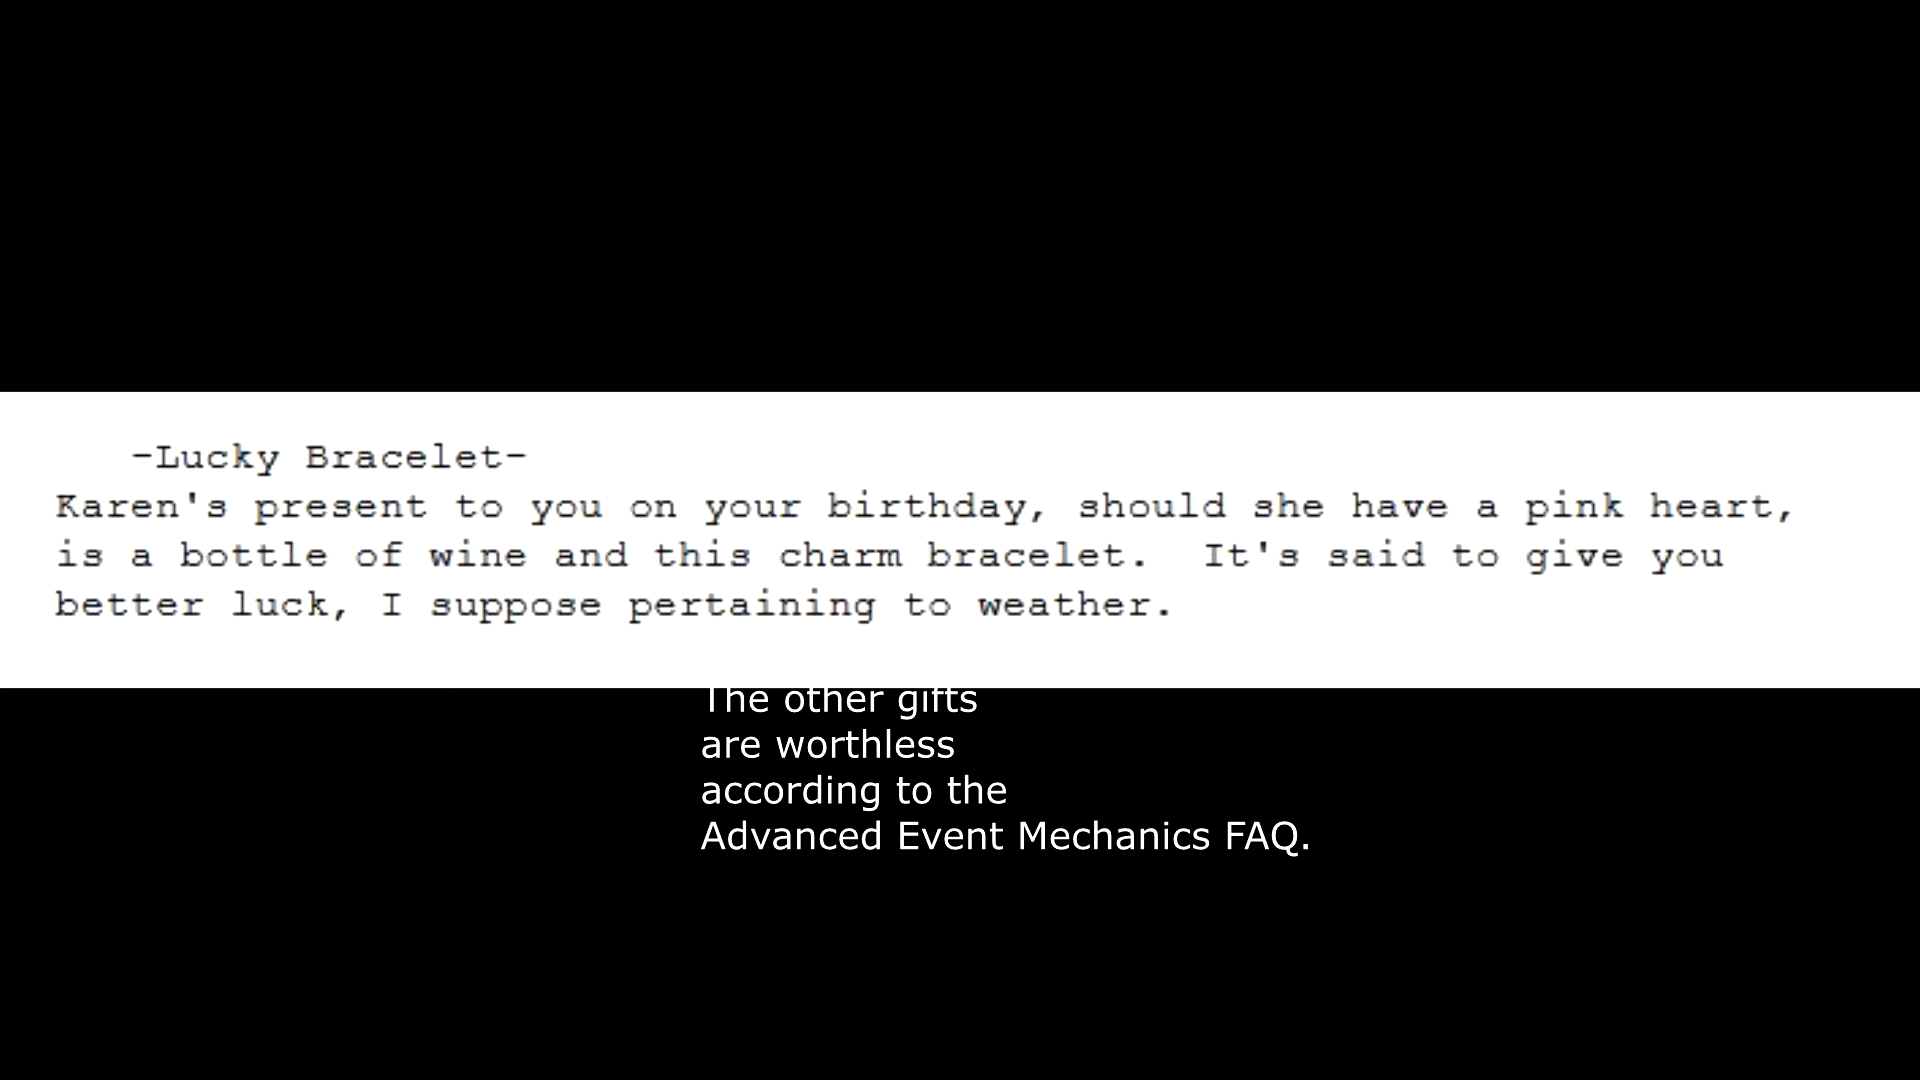 -Lucky Bracelet-
Karen's present to you on your birthday, should she have a pink heart,
is a bottle of wine and this charm bracelet.  It's said to give you
better luck, I suppose pertaining to weather.
The other gifts
are worthless
according to the
Advanced Event Mechanics FAQ.